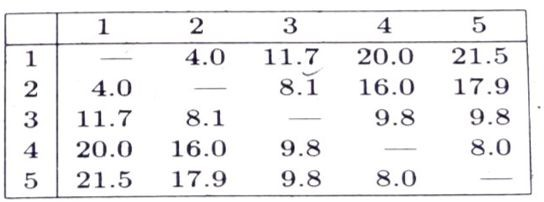 1 2 3 4 5
1 — 4.0 11.7 20.0 21.5
2 4.0 — 8.1 16.0 17.9
3 11.7 8.1 — 9.8 9.8
4 20.0 16.0 9.8 — 8.0
5 21.5 17.9 9.8 8.0 —